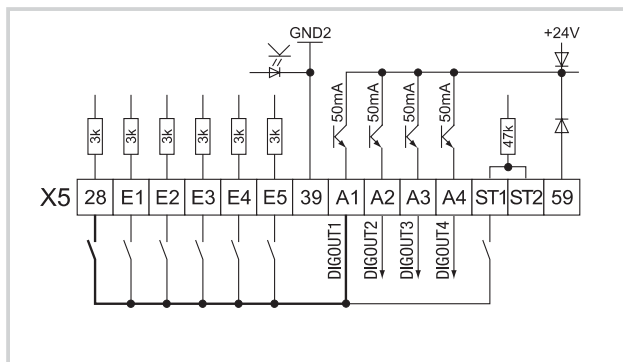 GND2
+24V
50mA
50mA
50mA
50mA
3k
3k
3k
3k
3k
3k
47k
X5 28 E1 E2 E3 E4 E5 39 A1 A2 A3 A4 ST1 ST2 59
DIGOUT1
DIGOUT2
DIGOUT3
DIGOUT4